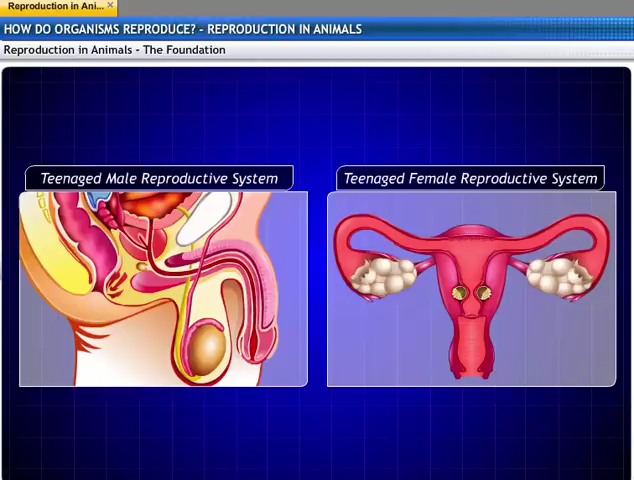 Reproduction in Ani...
HOW DO ORGANISMS REPRODUCE? - REPRODUCTION IN ANIMALS
Reproduction in Animals - The Foundation
Teenaged Male Reproductive System
Teenaged Female Reproductive System